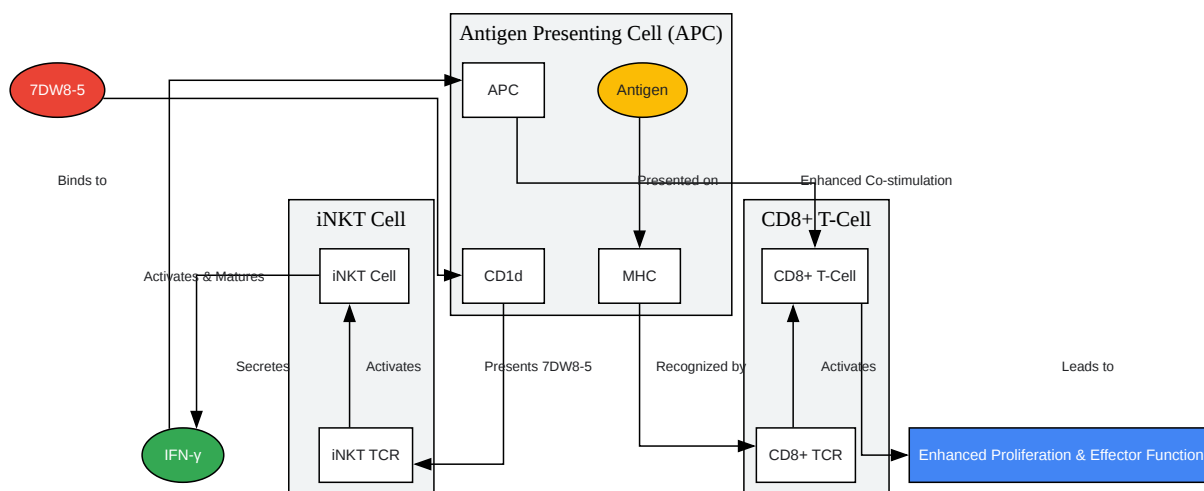 Antigen Presenting Cell (APC)
7DW8-5
APC
Antigen
Binds to
Presented on
Enhanced Co-stimulation
iNKT Cell
CD8+ T-Cell
Activates & Matures
iNKT Cell
CD1d
MHC
CD8+ T-Cell
Secretes
Activates
Presents 7DW8-5
Recognized by
Activates
Leads to
IFN-γ
iNKT TCR
CD8+ TCR
Enhanced Proliferation & Effector Function